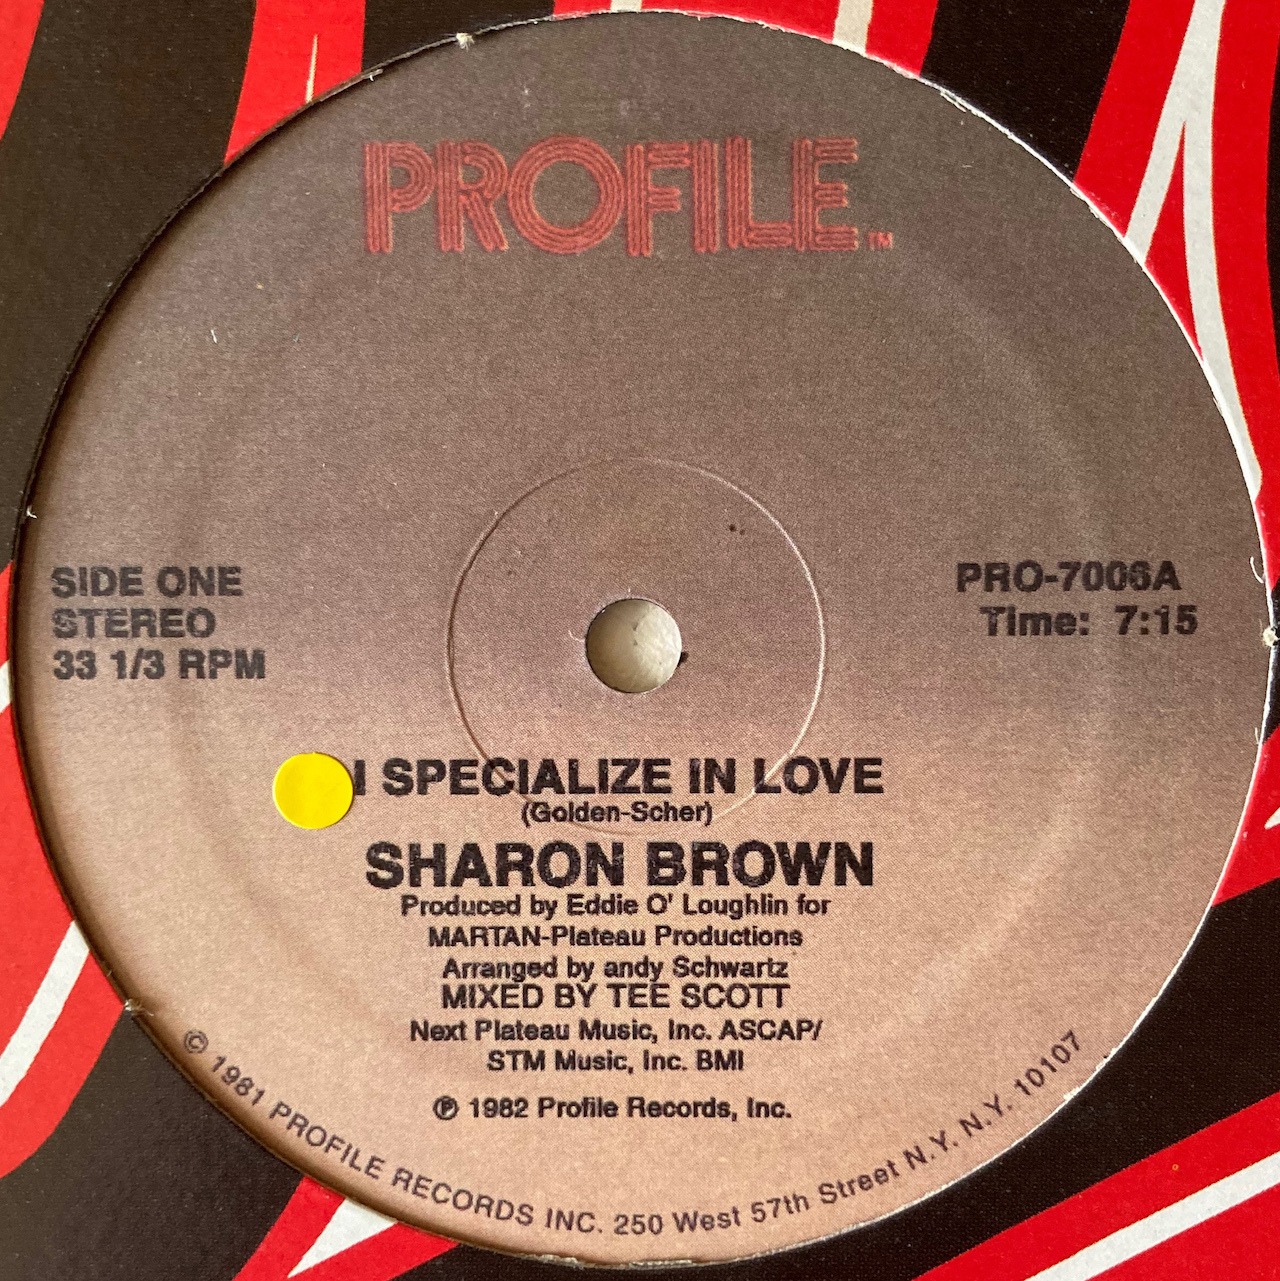 PROFILE TM
SIDE ONE
STEREO
33 1/3 RPM
PRO-7006A
Time: 7:15
I SPECIALIZE IN LOVE
(Golden-Scher)
SHARON BROWN
Produced by Eddie O' Loughlin for
MARTAN-Plateau Productions
Arranged by andy Schwartz
MIXED BY TEE SCOTT
Next Plateau Music, Inc. ASCAP/
STM Music, Inc. BMI
℗ 1982 Profile Records, Inc.
© 1981 PROFILE RECORDS INC. 250 West 57th Street N.Y. N.Y. 10107